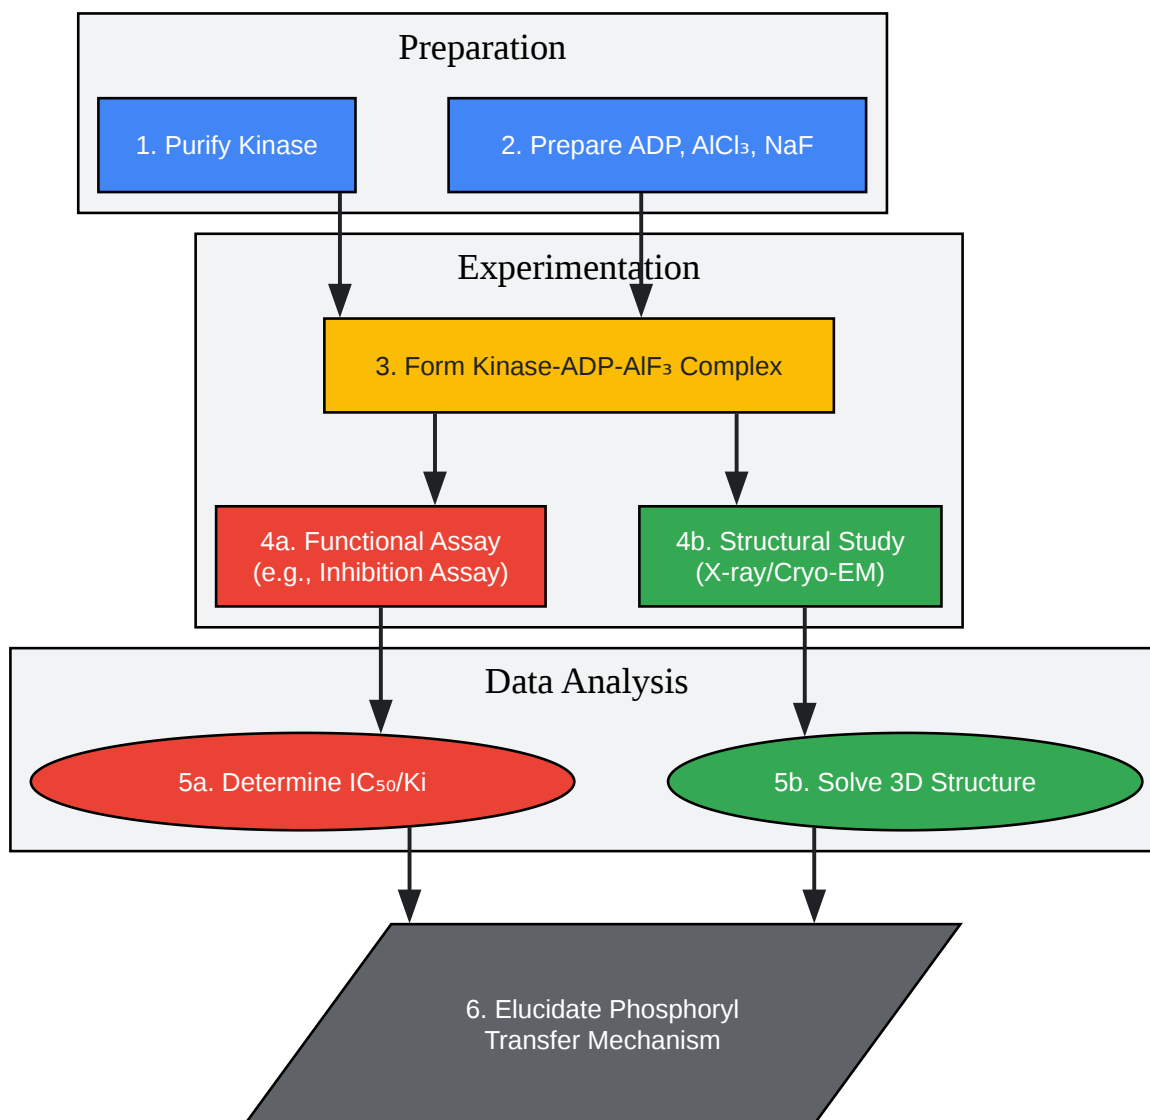 Preparation
1. Purify Kinase
2. Prepare ADP, AlCl₃, NaF
Experimentation
3. Form Kinase-ADP-AlF₃ Complex
4a. Functional Assay
(e.g., Inhibition Assay)
4b. Structural Study
(X-ray/Cryo-EM)
Data Analysis
5a. Determine IC₅₀/Ki
5b. Solve 3D Structure
6. Elucidate Phosphoryl
Transfer Mechanism